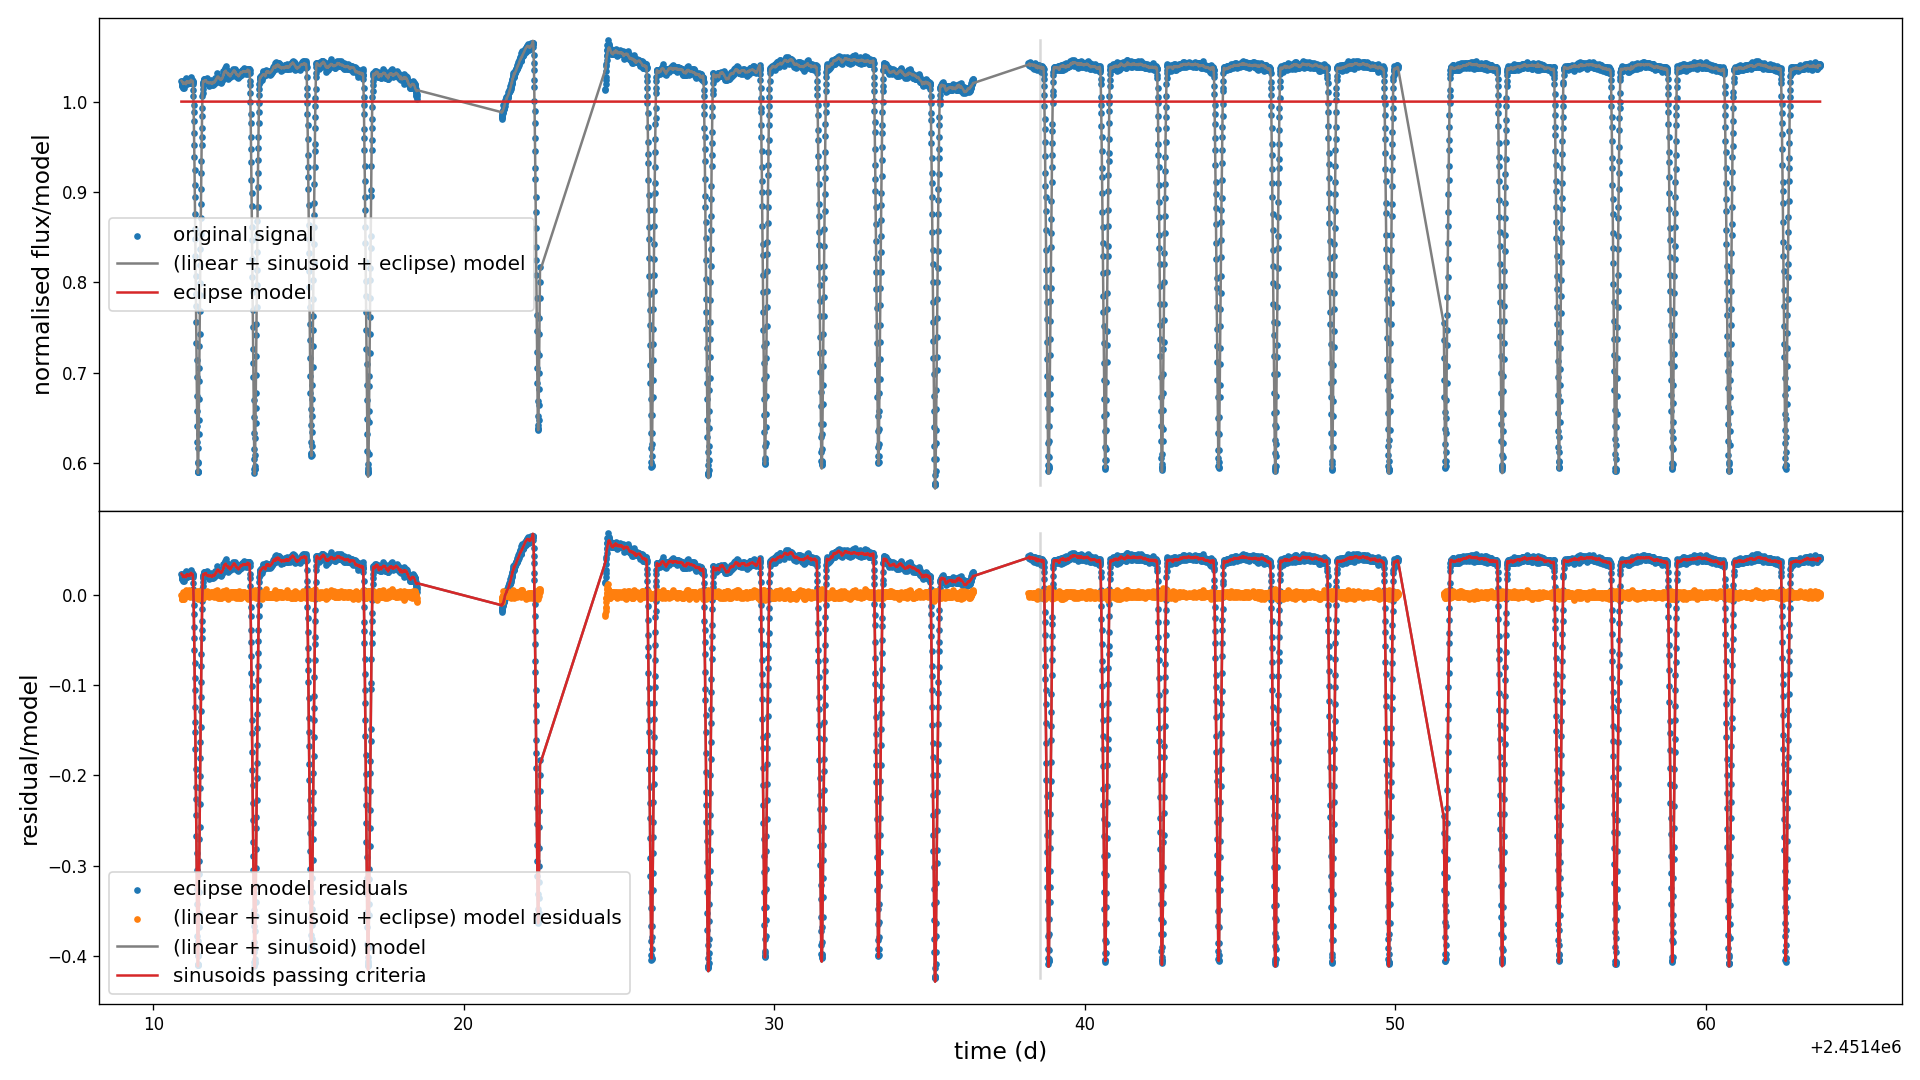 normalised flux/model
1.0
0.9
0.8
0.7
0.6
original signal
(linear + sinusoid + eclipse) model
eclipse model
residual/model
0.0
−0.1
−0.2
−0.3
−0.4
eclipse model residuals
(linear + sinusoid + eclipse) model residuals
(linear + sinusoid) model
sinusoids passing criteria
10 20 30 40 50 60
time (d)
+2.4514e6